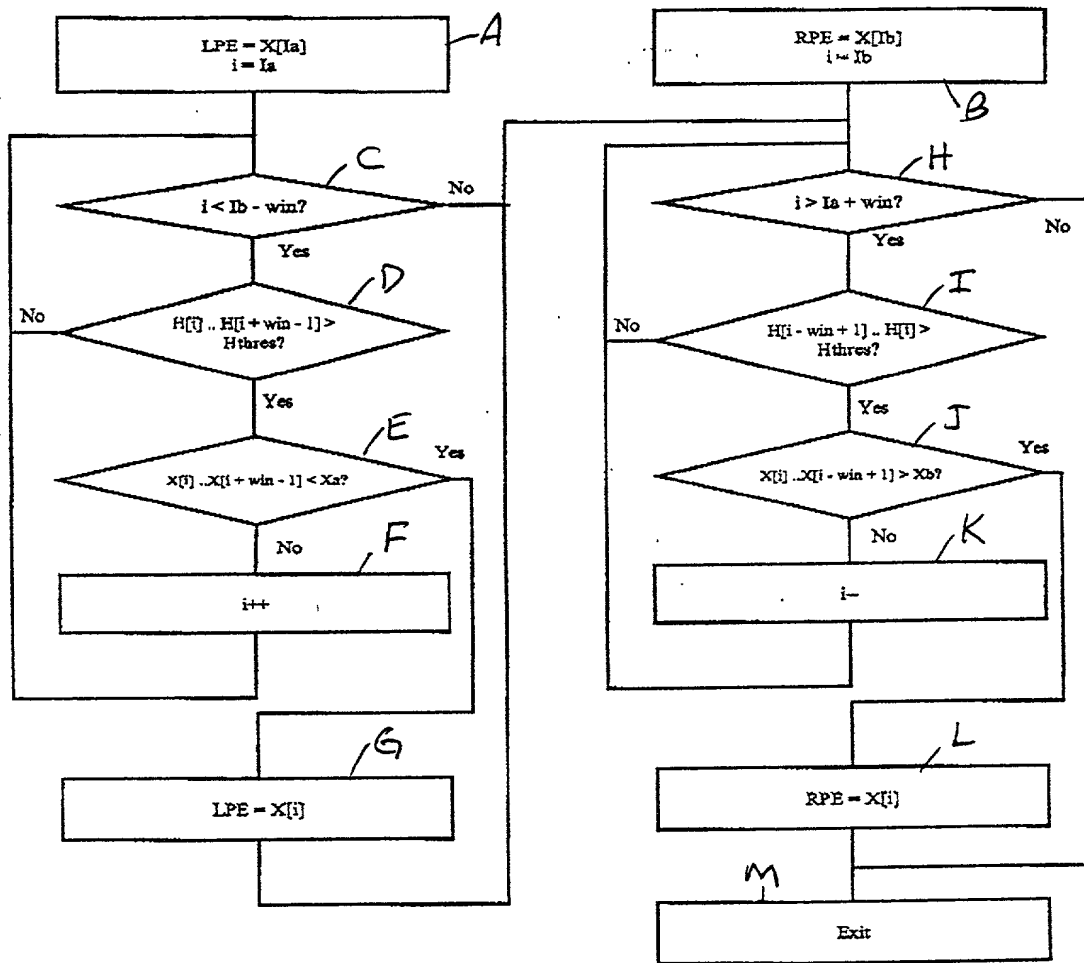 LPE = X[Ia]
i = Ia
A
C
i < Ib - win?
No
Yes
D
H[i] .. H[i + win - 1] >
Hthres?
No
Yes
E
X[i] ..X[i + win - 1] < Xa?
Yes
No
F
i++
G
LPE = X[i]
RPE = X[Ib]
i = Ib
B
H
i > Ia + win?
No
Yes
I
H[i - win + 1] .. H[i] >
Hthres?
No
Yes
J
X[i] ..X[i - win + 1] > Xb?
Yes
No
K
i--
L
RPE = X[i]
M
Exit